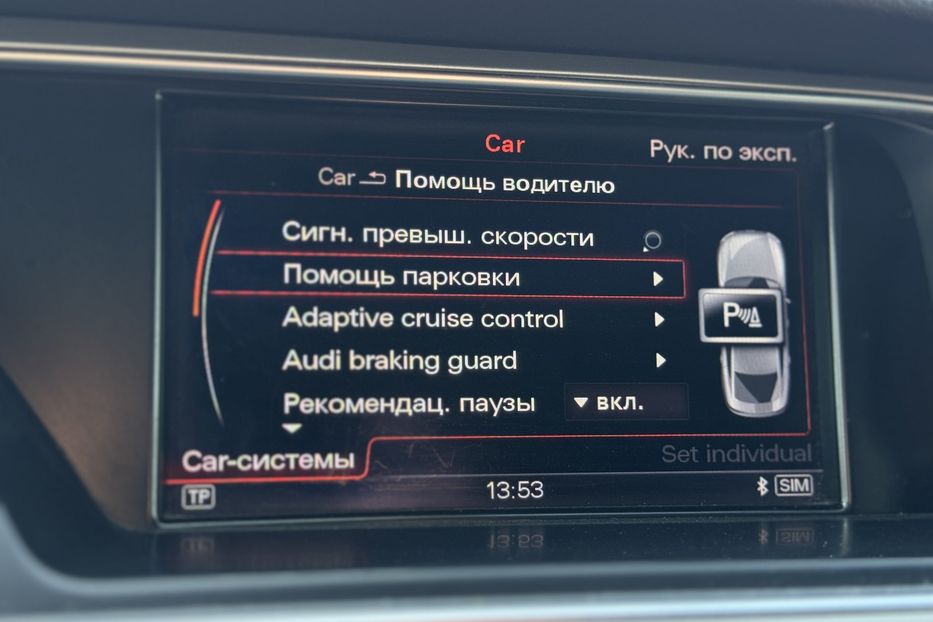 Car
Рук. по эксп.
Car Помощь водителю
Сигн. превыш. скорости
Помощь парковки
Adaptive cruise control
Audi braking guard
Рекомендац. паузы вкл.
P
Car-системы
Set individual
TP
13:53
SIM